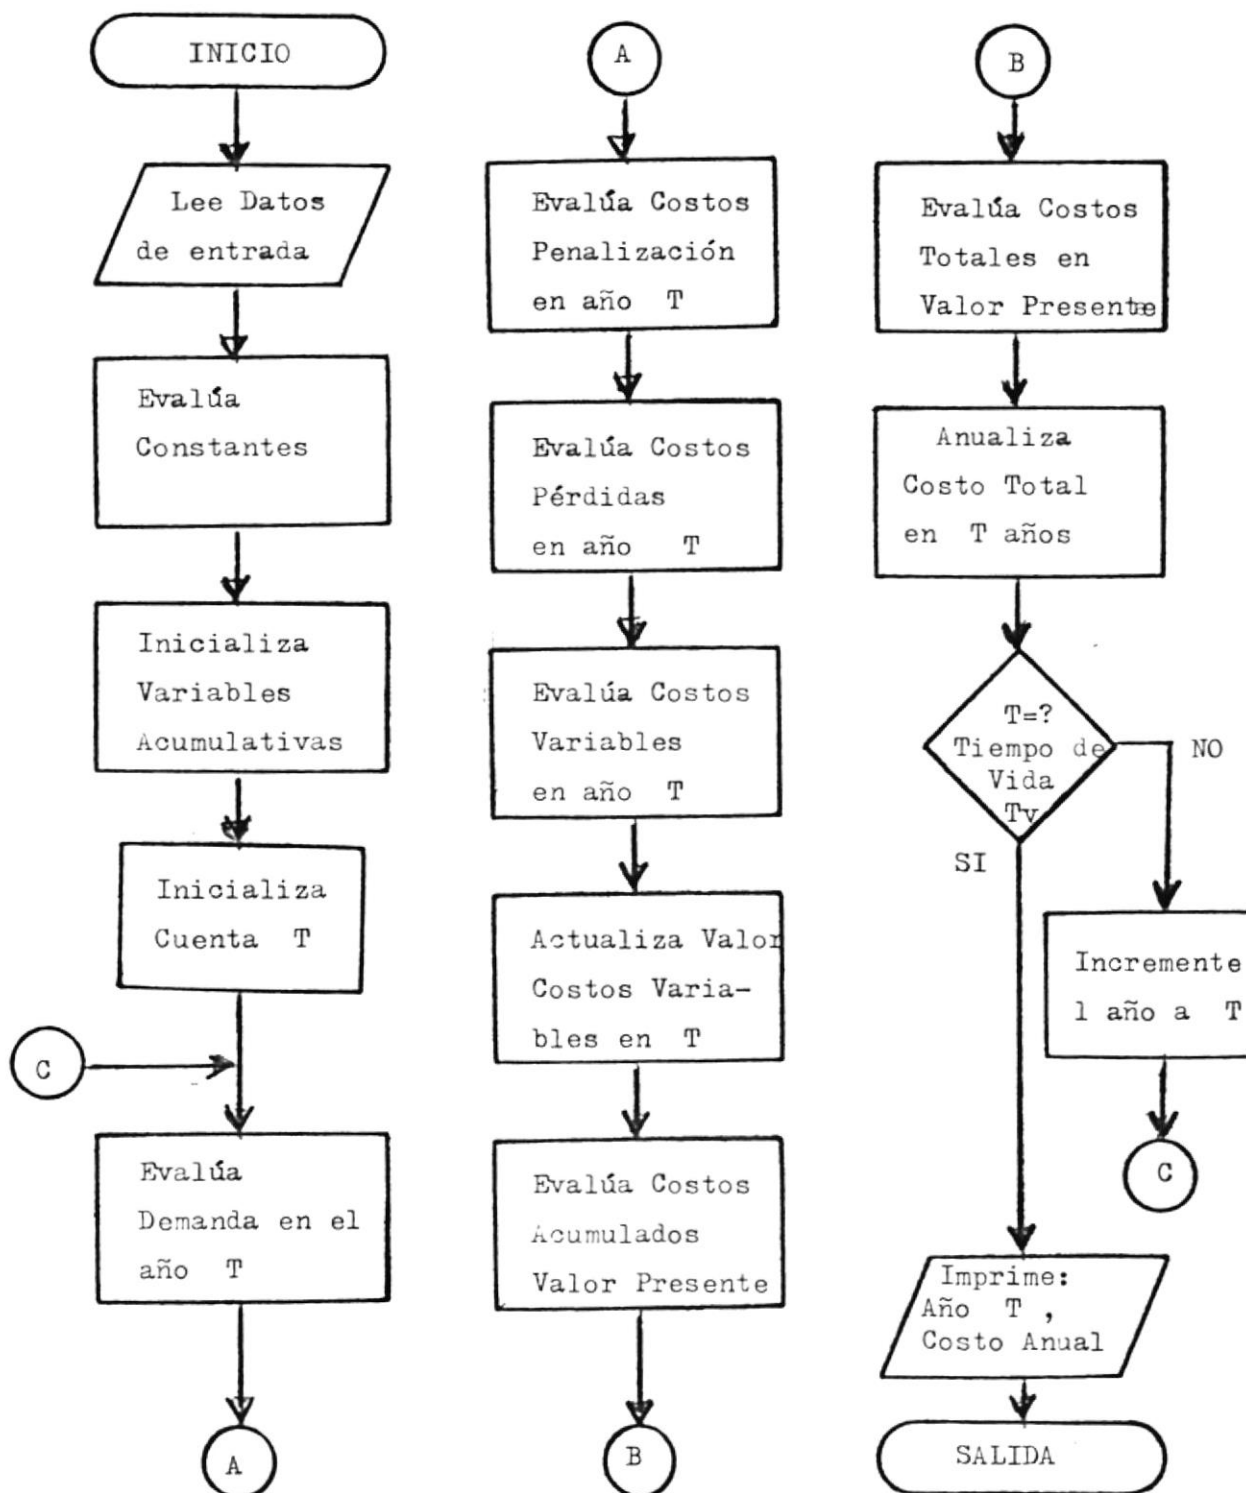 INICIO
Lee Datos
de entrada
Evalúa
Constantes
Inicializa
Variables
Acumulativas
Inicializa
Cuenta T
C
Evalúa
Demanda en el
año T
A
A
Evalúa Costos
Penalización
en año T
Evalúa Costos
Pérdidas
en año T
Evalúa Costos
Variables
en año T
Actualiza Valor
Costos Varia-
bles en T
Evalúa Costos
Acumulados
Valor Presente
B
B
Evalúa Costos
Totales en
Valor Presente
Anualiza
Costo Total
en T años
T=?
Tiempo de
Vida
Tv
NO
SI
Incremente
1 año a T
C
Imprime:
Año T ,
Costo Anual
SALIDA